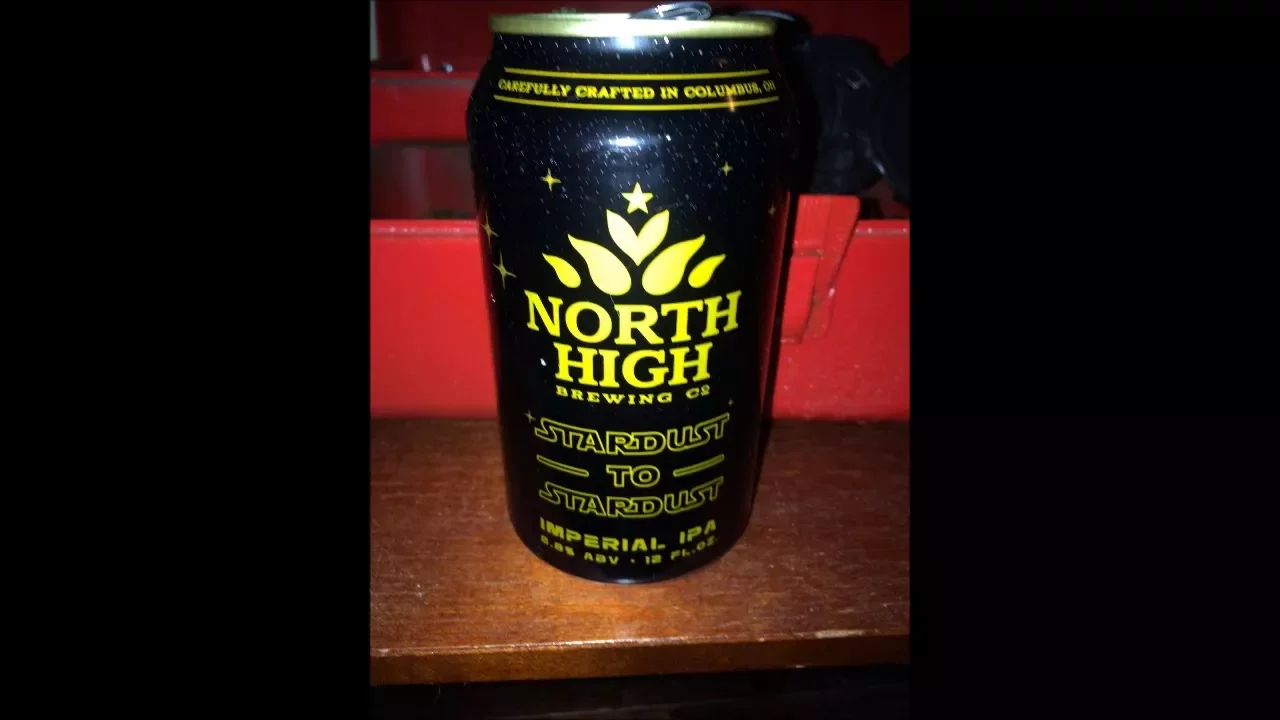 CAREFULLY CRAFTED IN COLUMBUS, OH
NORTH
HIGH
BREWING CO
STARDUST
TO
STARDUST
IMPERIAL IPA
ABV · 12 FL.OZ.